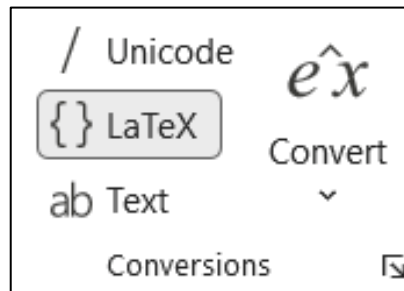 / Unicode
{} LaTeX
ab Text
e^x
Convert
Conversions